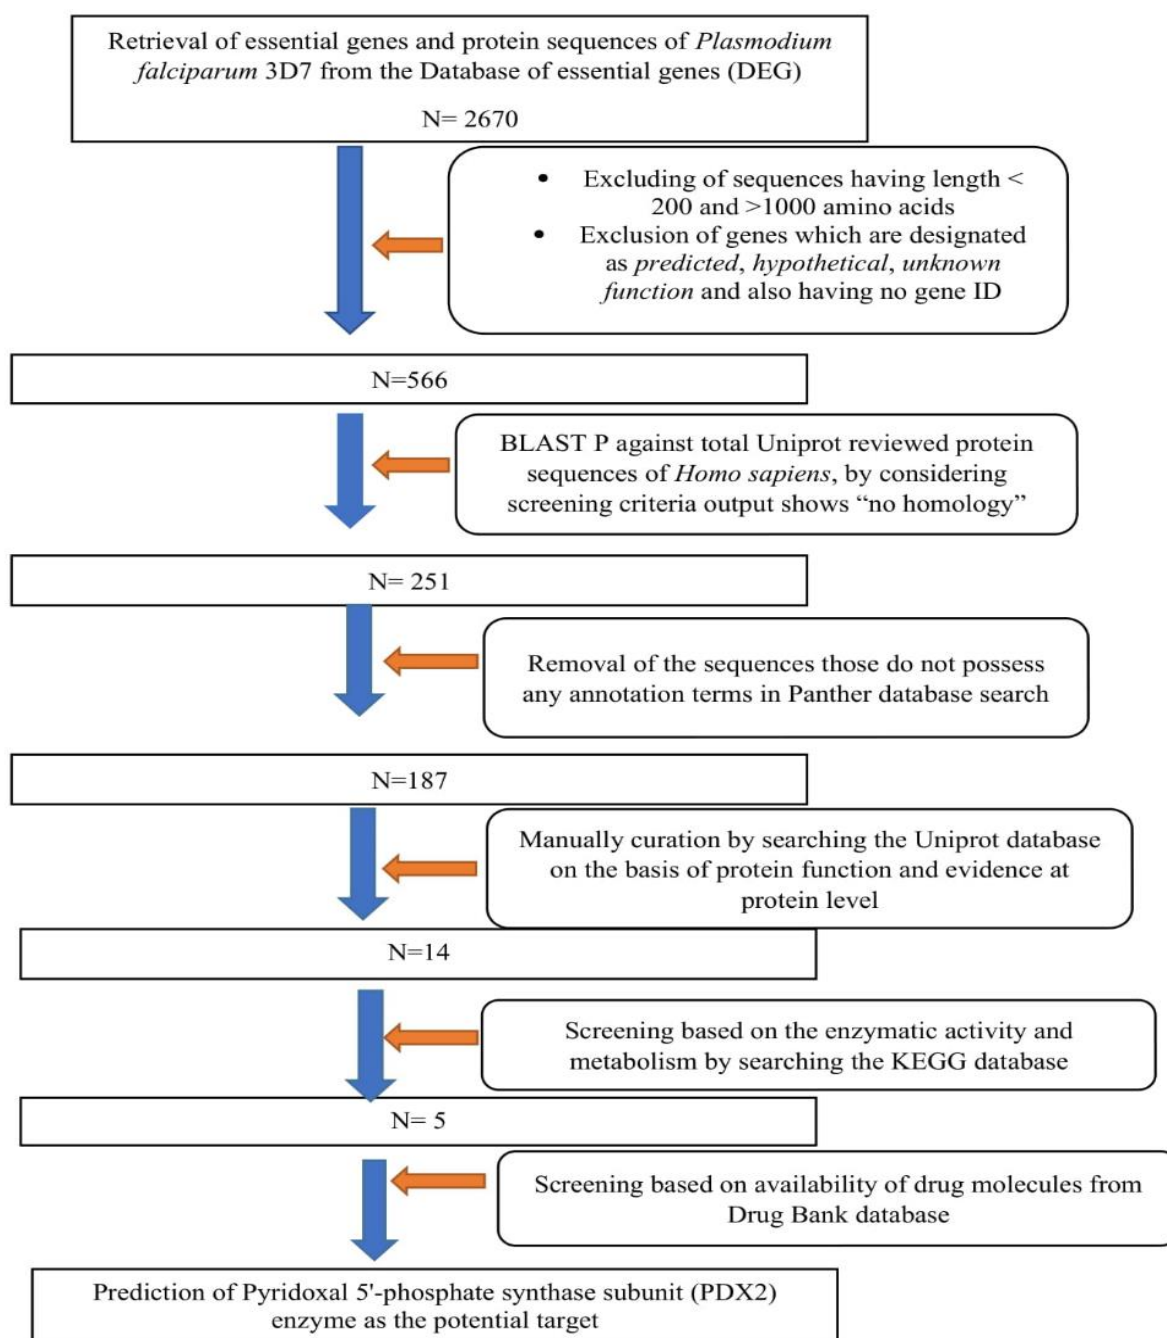 Retrieval of essential genes and protein sequences of Plasmodium
falciparum 3D7 from the Database of essential genes (DEG)
N= 2670
• Excluding of sequences having length <
200 and >1000 amino acids
• Exclusion of genes which are designated
as predicted, hypothetical, unknown
function and also having no gene ID
N=566
BLAST P against total Uniprot reviewed protein
sequences of Homo sapiens, by considering
screening criteria output shows “no homology”
N= 251
Removal of the sequences those do not possess
any annotation terms in Panther database search
N=187
Manually curation by searching the Uniprot database
on the basis of protein function and evidence at
protein level
N=14
Screening based on the enzymatic activity and
metabolism by searching the KEGG database
N= 5
Screening based on availability of drug molecules from
Drug Bank database
Prediction of Pyridoxal 5'-phosphate synthase subunit (PDX2)
enzyme as the potential target